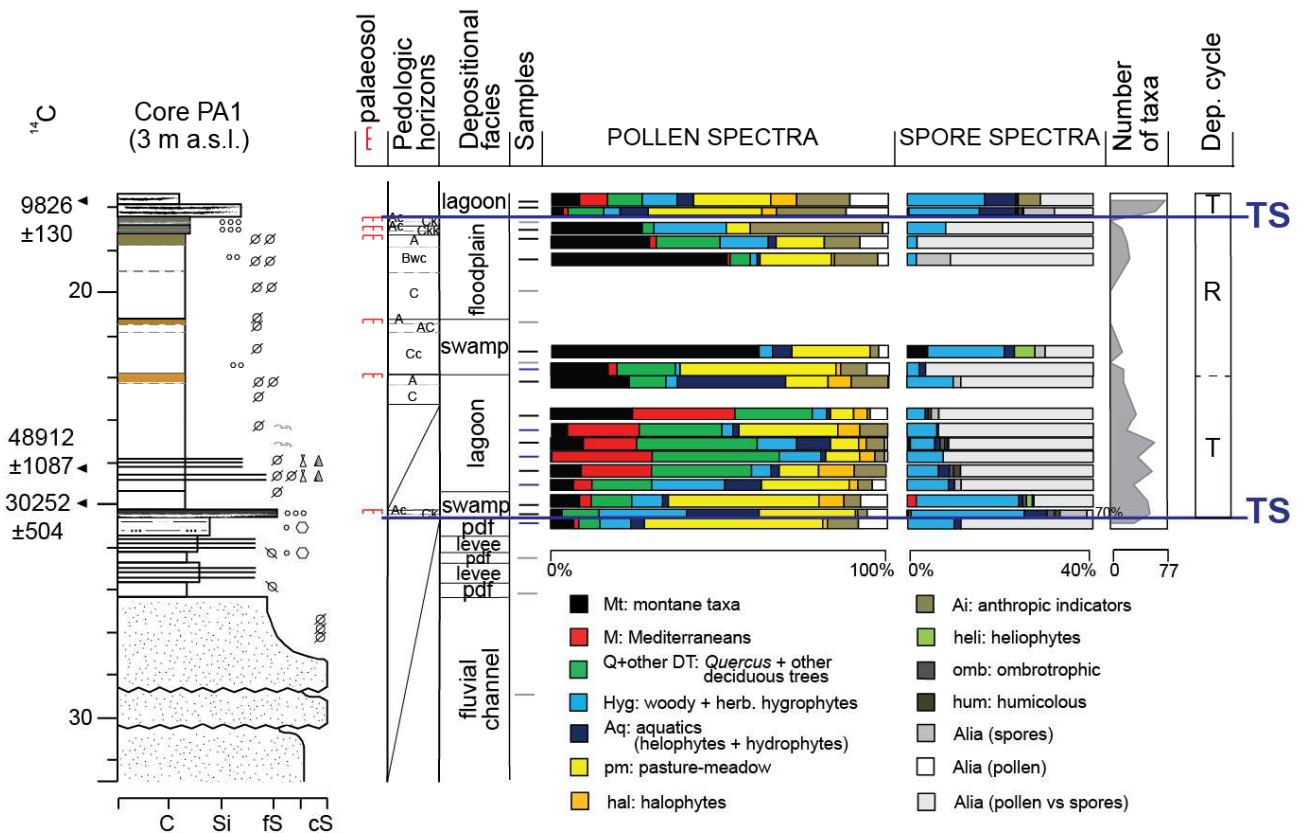 14C
Core PA1
(3 m a.s.l.)
palaeosol
Pedologic
horizons
Depositional
facies
Samples
POLLEN SPECTRA
SPORE SPECTRA
Number
of taxa
Dep. cycle
9826
±130
20
48912
±1087
30252
±504
30
C
Si
fS
cS
Ac
Ck
Ac
Ckk
A
Bwc
C
A
AC
Cc
A
C
Ac
Ck
lagoon
floodplain
swamp
lagoon
swamp
pdf
levee
pdf
levee
pdf
fluvial
channel
70%
0%
100%
0%
40%
0
77
T
TS
R
T
TS
Mt: montane taxa
M: Mediterraneans
Q+other DT: Quercus + other
deciduous trees
Hyg: woody + herb. hygrophytes
Aq: aquatics
(helophytes + hydrophytes)
pm: pasture-meadow
hal: halophytes
Ai: anthropic indicators
heli: heliophytes
omb: ombrotrophic
hum: humicolous
Alia (spores)
Alia (pollen)
Alia (pollen vs spores)